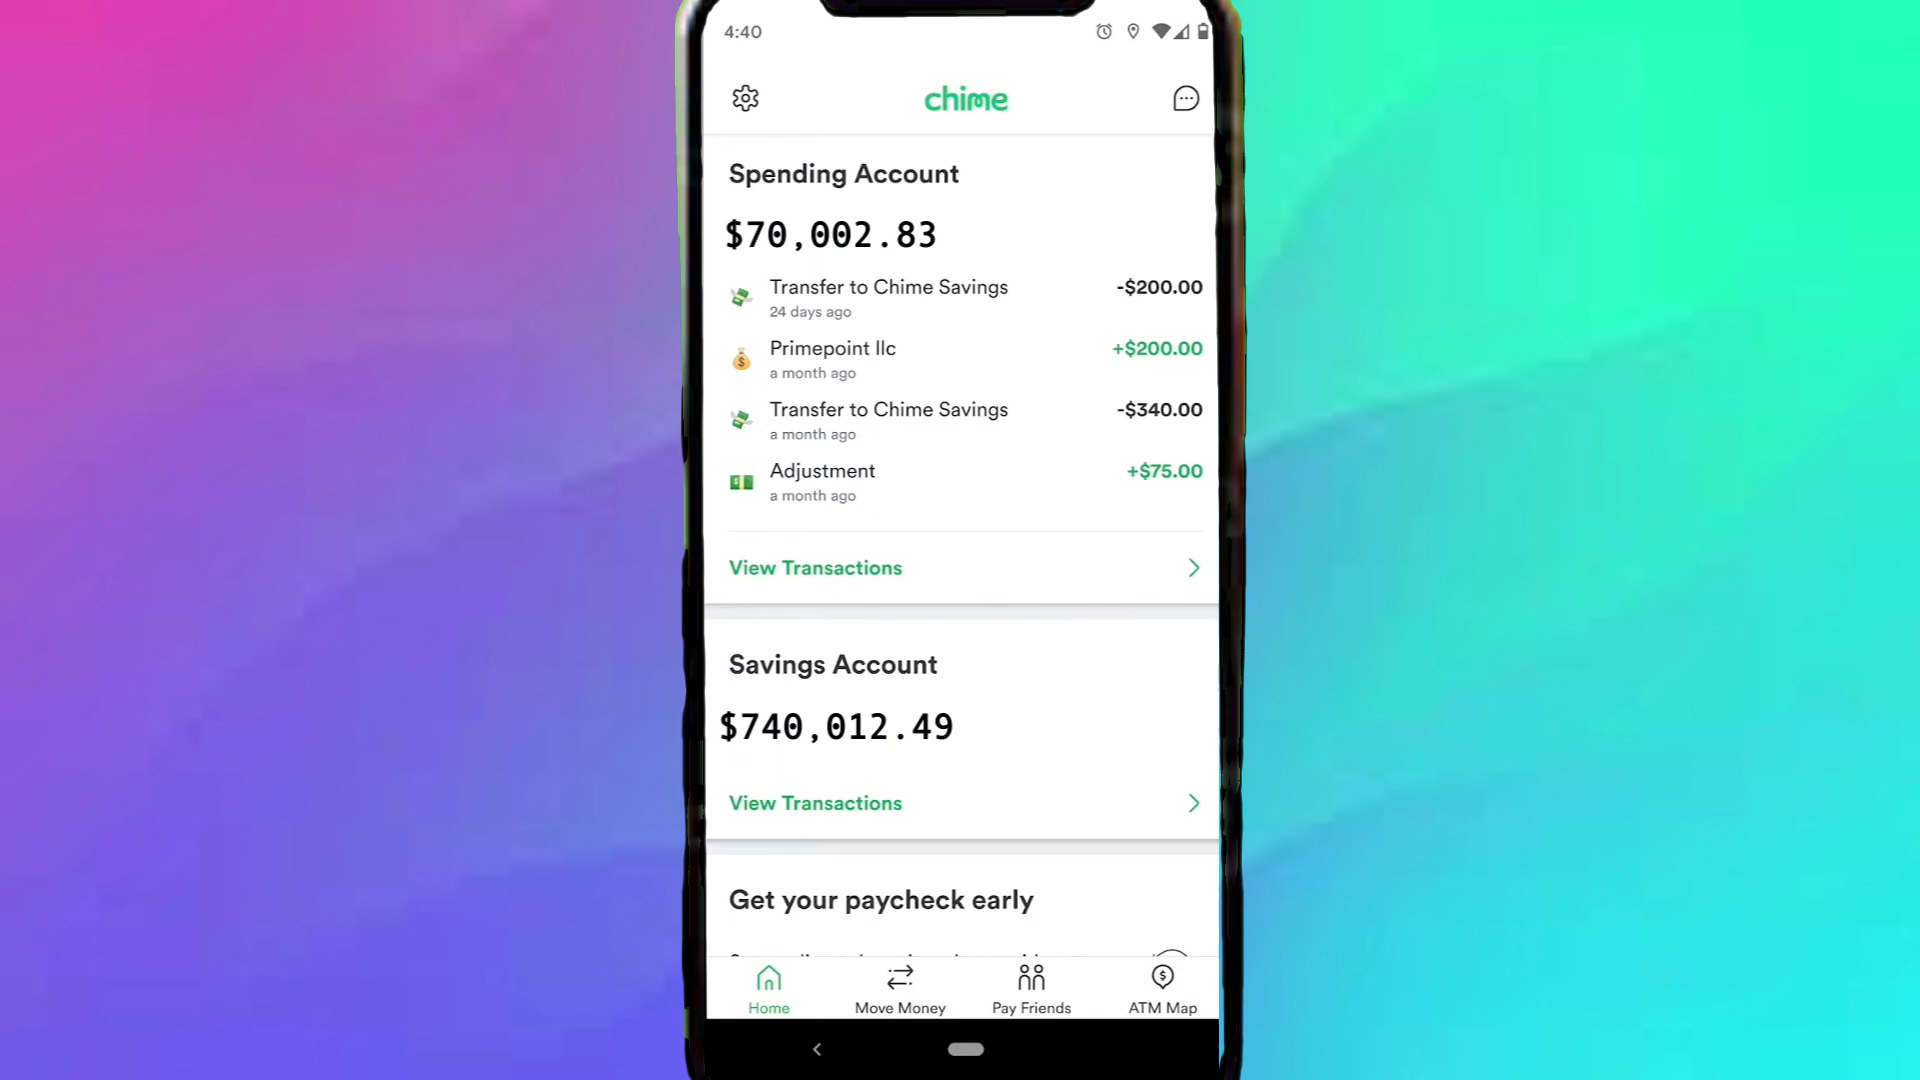 4:40
chime
Spending Account
$70,002.83
Transfer to Chime Savings -$200.00
24 days ago
Primepoint llc +$200.00
a month ago
Transfer to Chime Savings -$340.00
a month ago
Adjustment +$75.00
a month ago
View Transactions
Savings Account
$740,012.49
View Transactions
Get your paycheck early
Home Move Money Pay Friends ATM Map